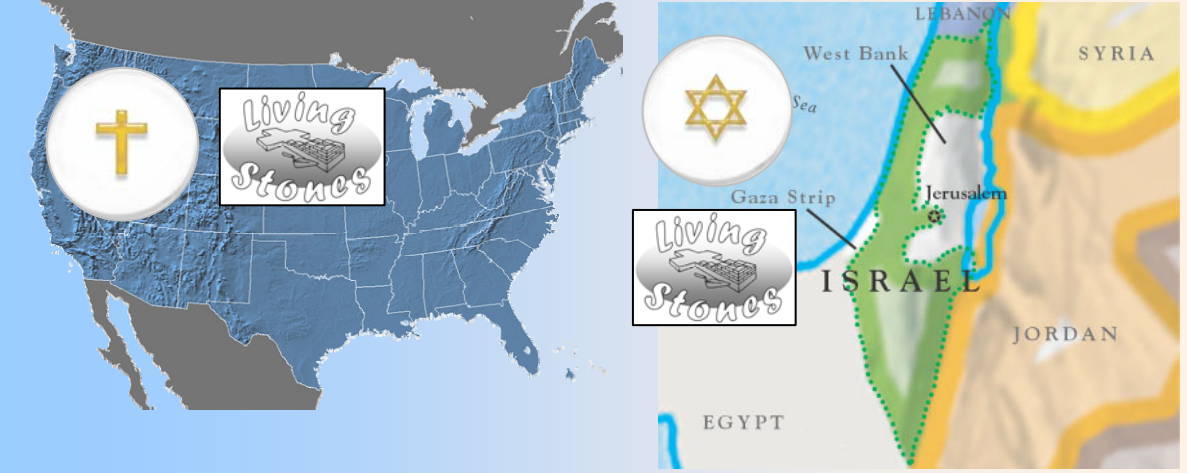 Living
Stones
LEBANON
West Bank
SYRIA
Sea
Gaza Strip
Jerusalem
Living
Stones
ISRAEL
JORDAN
EGYPT